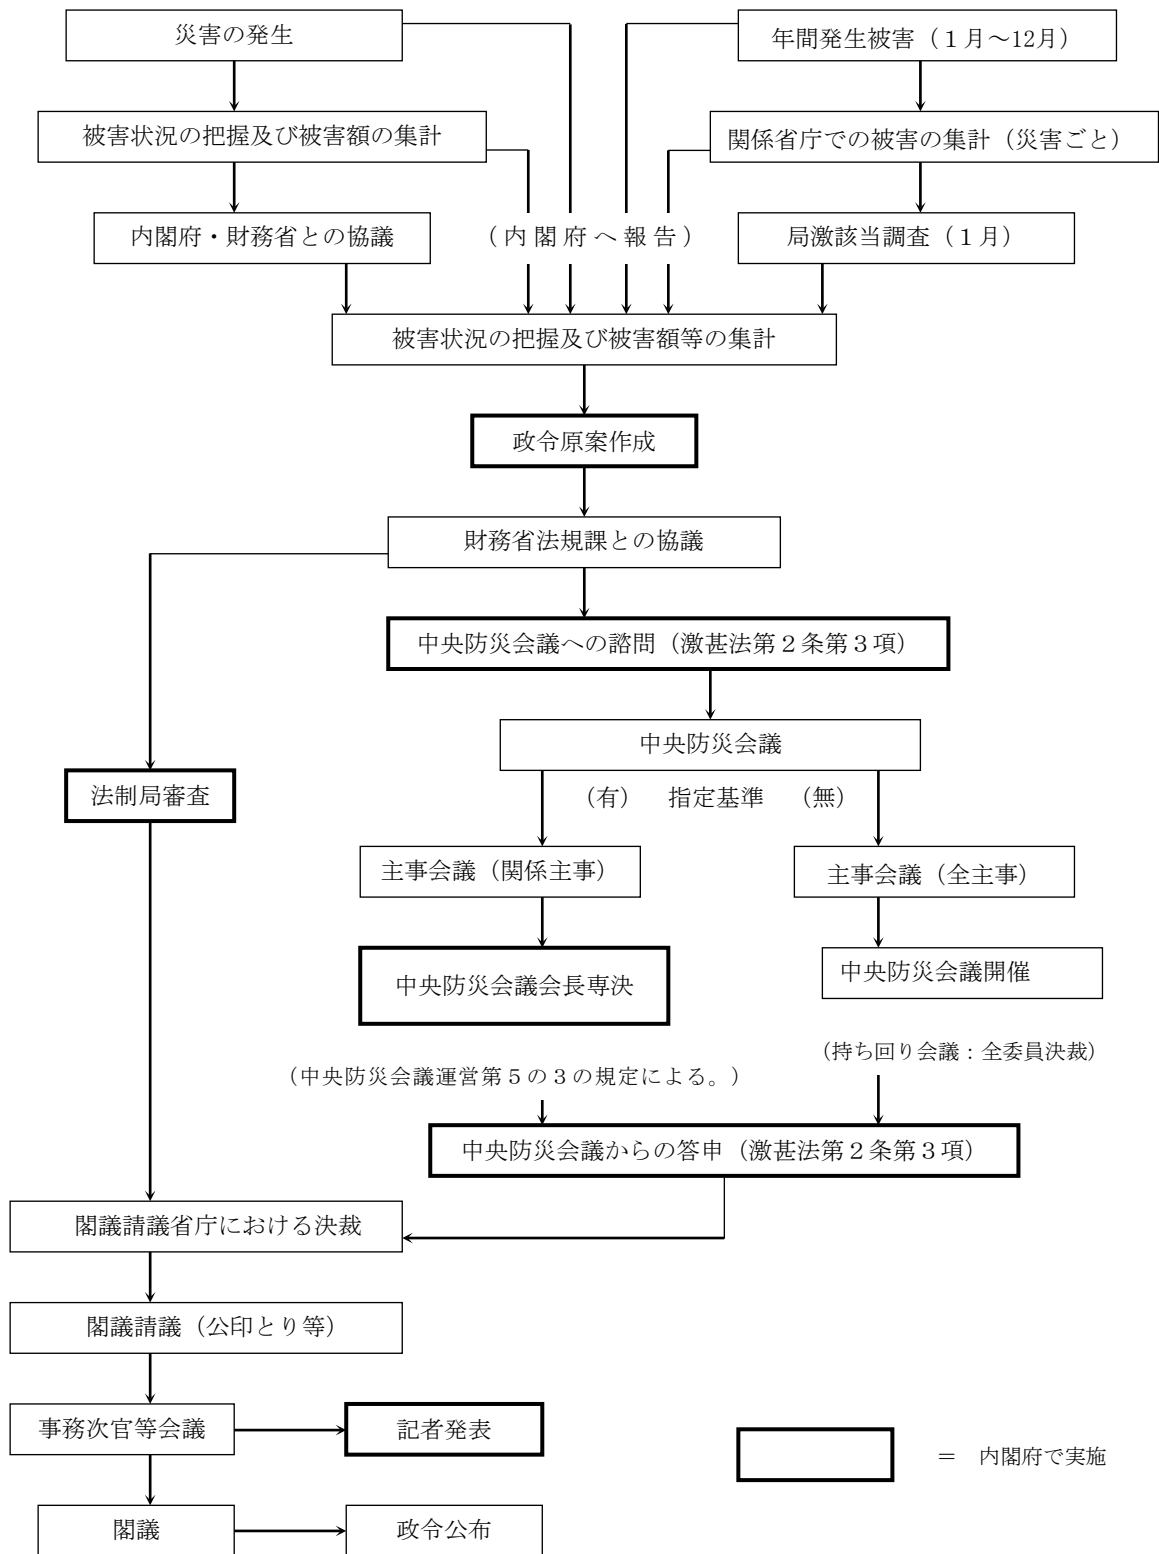 災害の発生
年間発生被害（１月～12月）
被害状況の把握及び被害額の集計
関係省庁での被害の集計（災害ごと）
内閣府・財務省との協議
（内閣府へ報告）
局激該当調査（１月）
被害状況の把握及び被害額等の集計
政令原案作成
財務省法規課との協議
中央防災会議への諮問（激甚法第２条第３項）
中央防災会議
法制局審査
（有）　指定基準　（無）
主事会議（関係主事）
主事会議（全主事）
中央防災会議会長専決
中央防災会議開催
（持ち回り会議：全委員決裁）
（中央防災会議運営第５の３の規定による。）
中央防災会議からの答申（激甚法第２条第３項）
閣議請議省庁における決裁
閣議請議（公印とり等）
事務次官等会議
記者発表
＝　内閣府で実施
閣議
政令公布